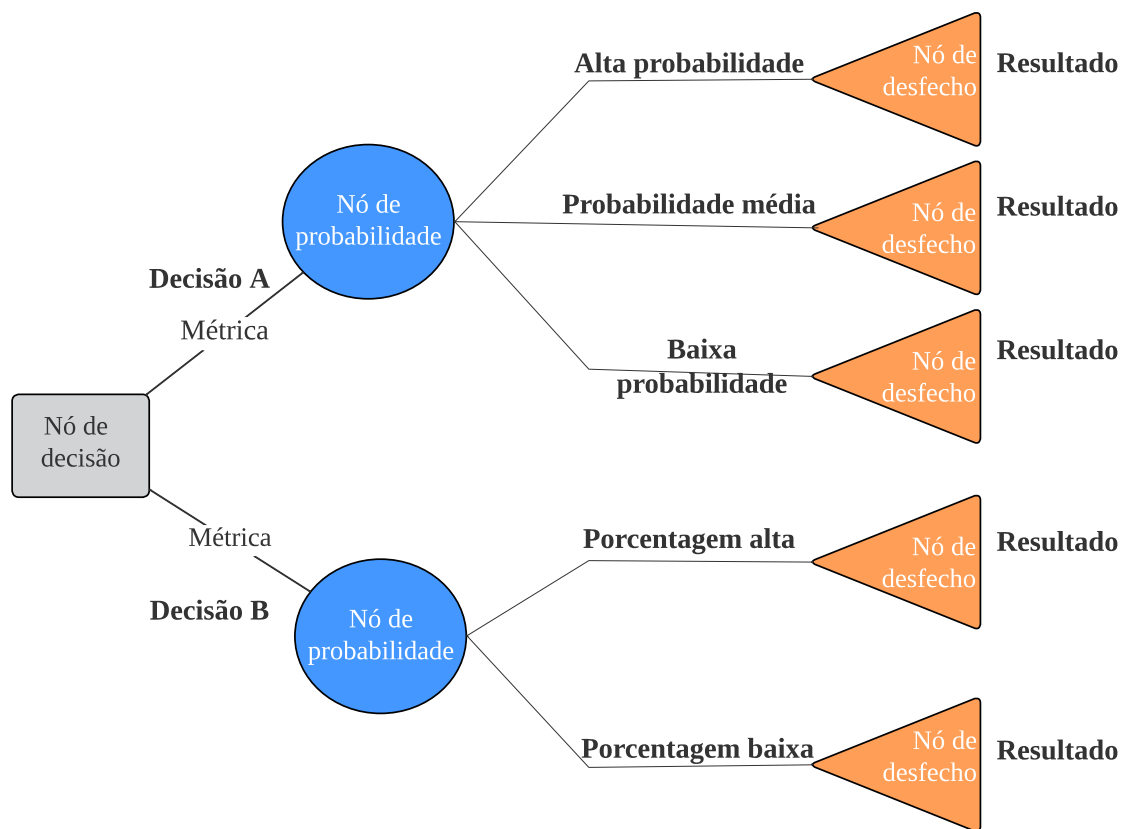 Alta probabilidade
Nó de
desfecho
Resultado
Nó de
probabilidade
Probabilidade média
Nó de
desfecho
Resultado
Decisão A
Métrica
Baixa
probabilidade
Nó de
desfecho
Resultado
Nó de
decisão
Métrica
Decisão B
Nó de
probabilidade
Porcentagem alta
Nó de
desfecho
Resultado
Porcentagem baixa
Nó de
desfecho
Resultado